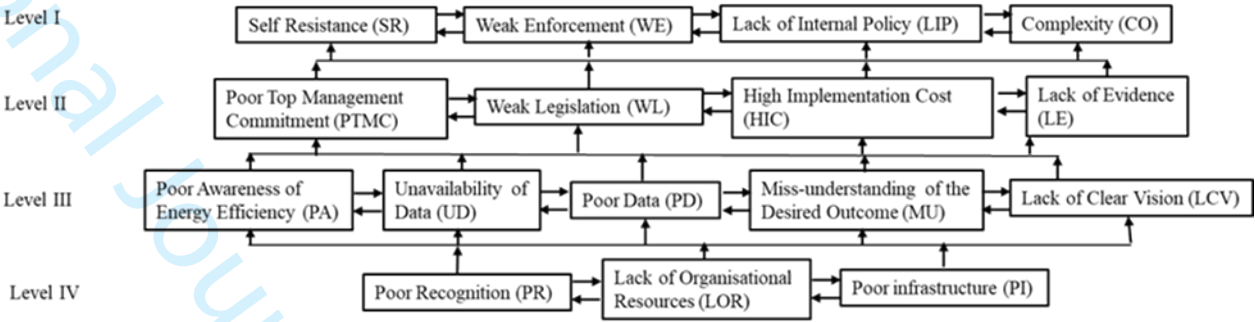 Level I
Self Resistance (SR)
Weak Enforcement (WE)
Lack of Internal Policy (LIP)
Complexity (CO)
Level II
Poor Top Management
Commitment (PTMC)
Weak Legislation (WL)
High Implementation Cost
(HIC)
Lack of Evidence
(LE)
Level III
Poor Awareness of
Energy Efficiency (PA)
Unavailability of
Data (UD)
Poor Data (PD)
Miss-understanding of the
Desired Outcome (MU)
Lack of Clear Vision (LCV)
Level IV
Poor Recognition (PR)
Lack of Organisational
Resources (LOR)
Poor infrastructure (PI)